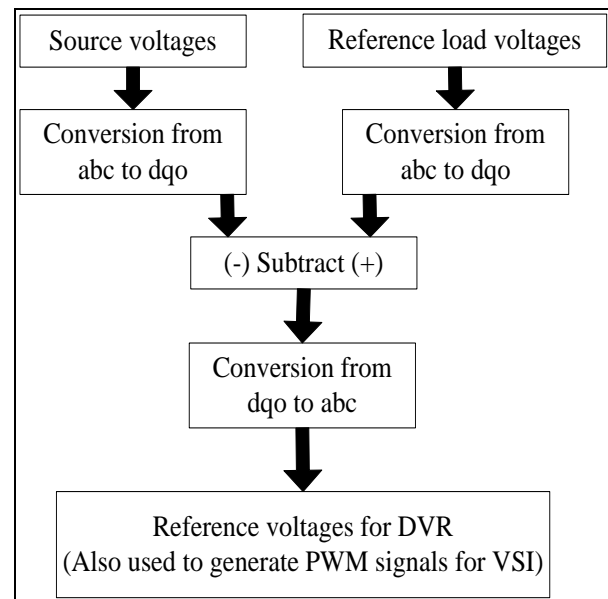 Source voltages
Reference load voltages
Conversion from
abc to dqo
Conversion from
abc to dqo
(-) Subtract (+)
Conversion from
dqo to abc
Reference voltages for DVR
(Also used to generate PWM signals for VSI)